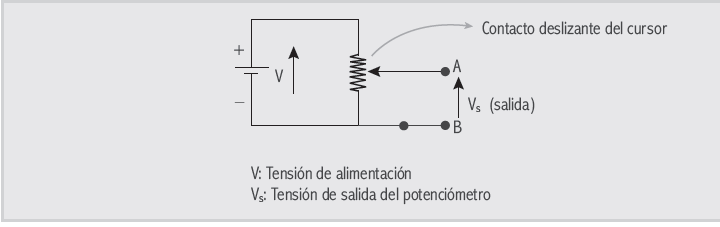 Contacto deslizante del cursor
+
V
−
A
Vs (salida)
B
V: Tensión de alimentación
Vs: Tensión de salida del potenciómetro